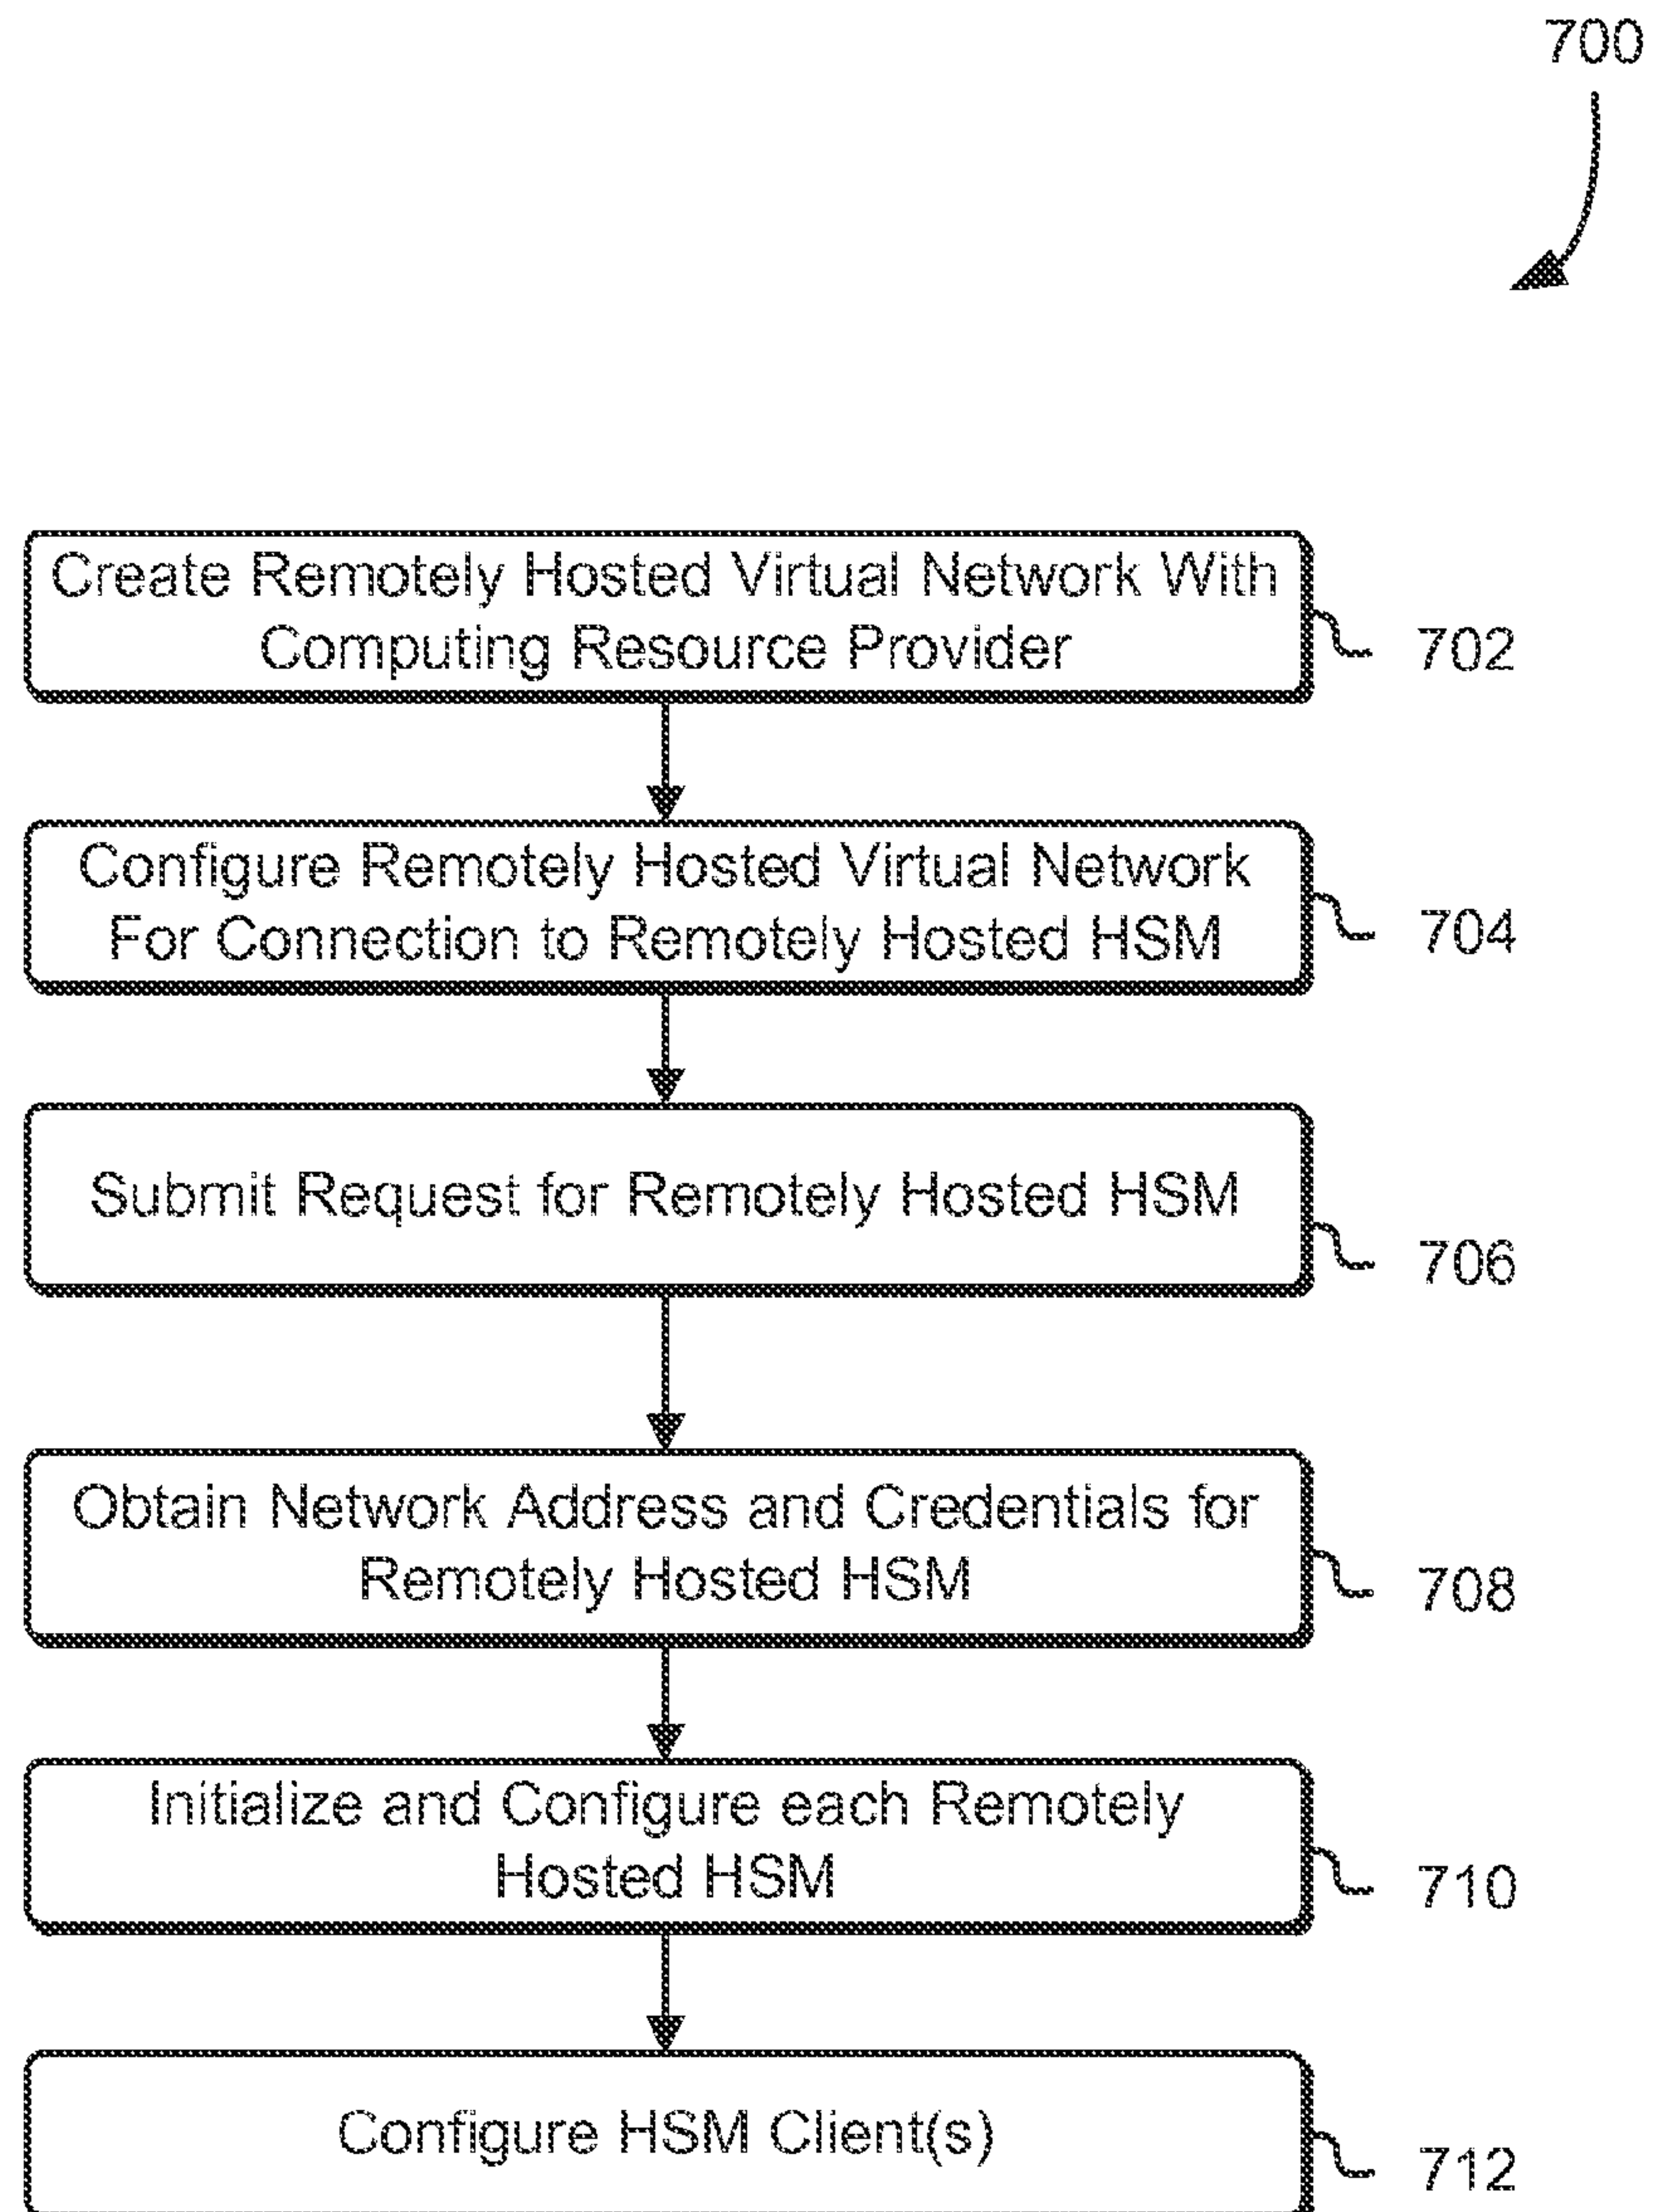 700
Create Remotely Hosted Virtual Network With
Computing Resource Provider
702
Configure Remotely Hosted Virtual Network
For Connection to Remotely Hosted HSM
704
Submit Request for Remotely Hosted HSM
706
Obtain Network Address and Credentials for
Remotely Hosted HSM
708
Initialize and Configure each Remotely
Hosted HSM
710
Configure HSM Client(s)
712